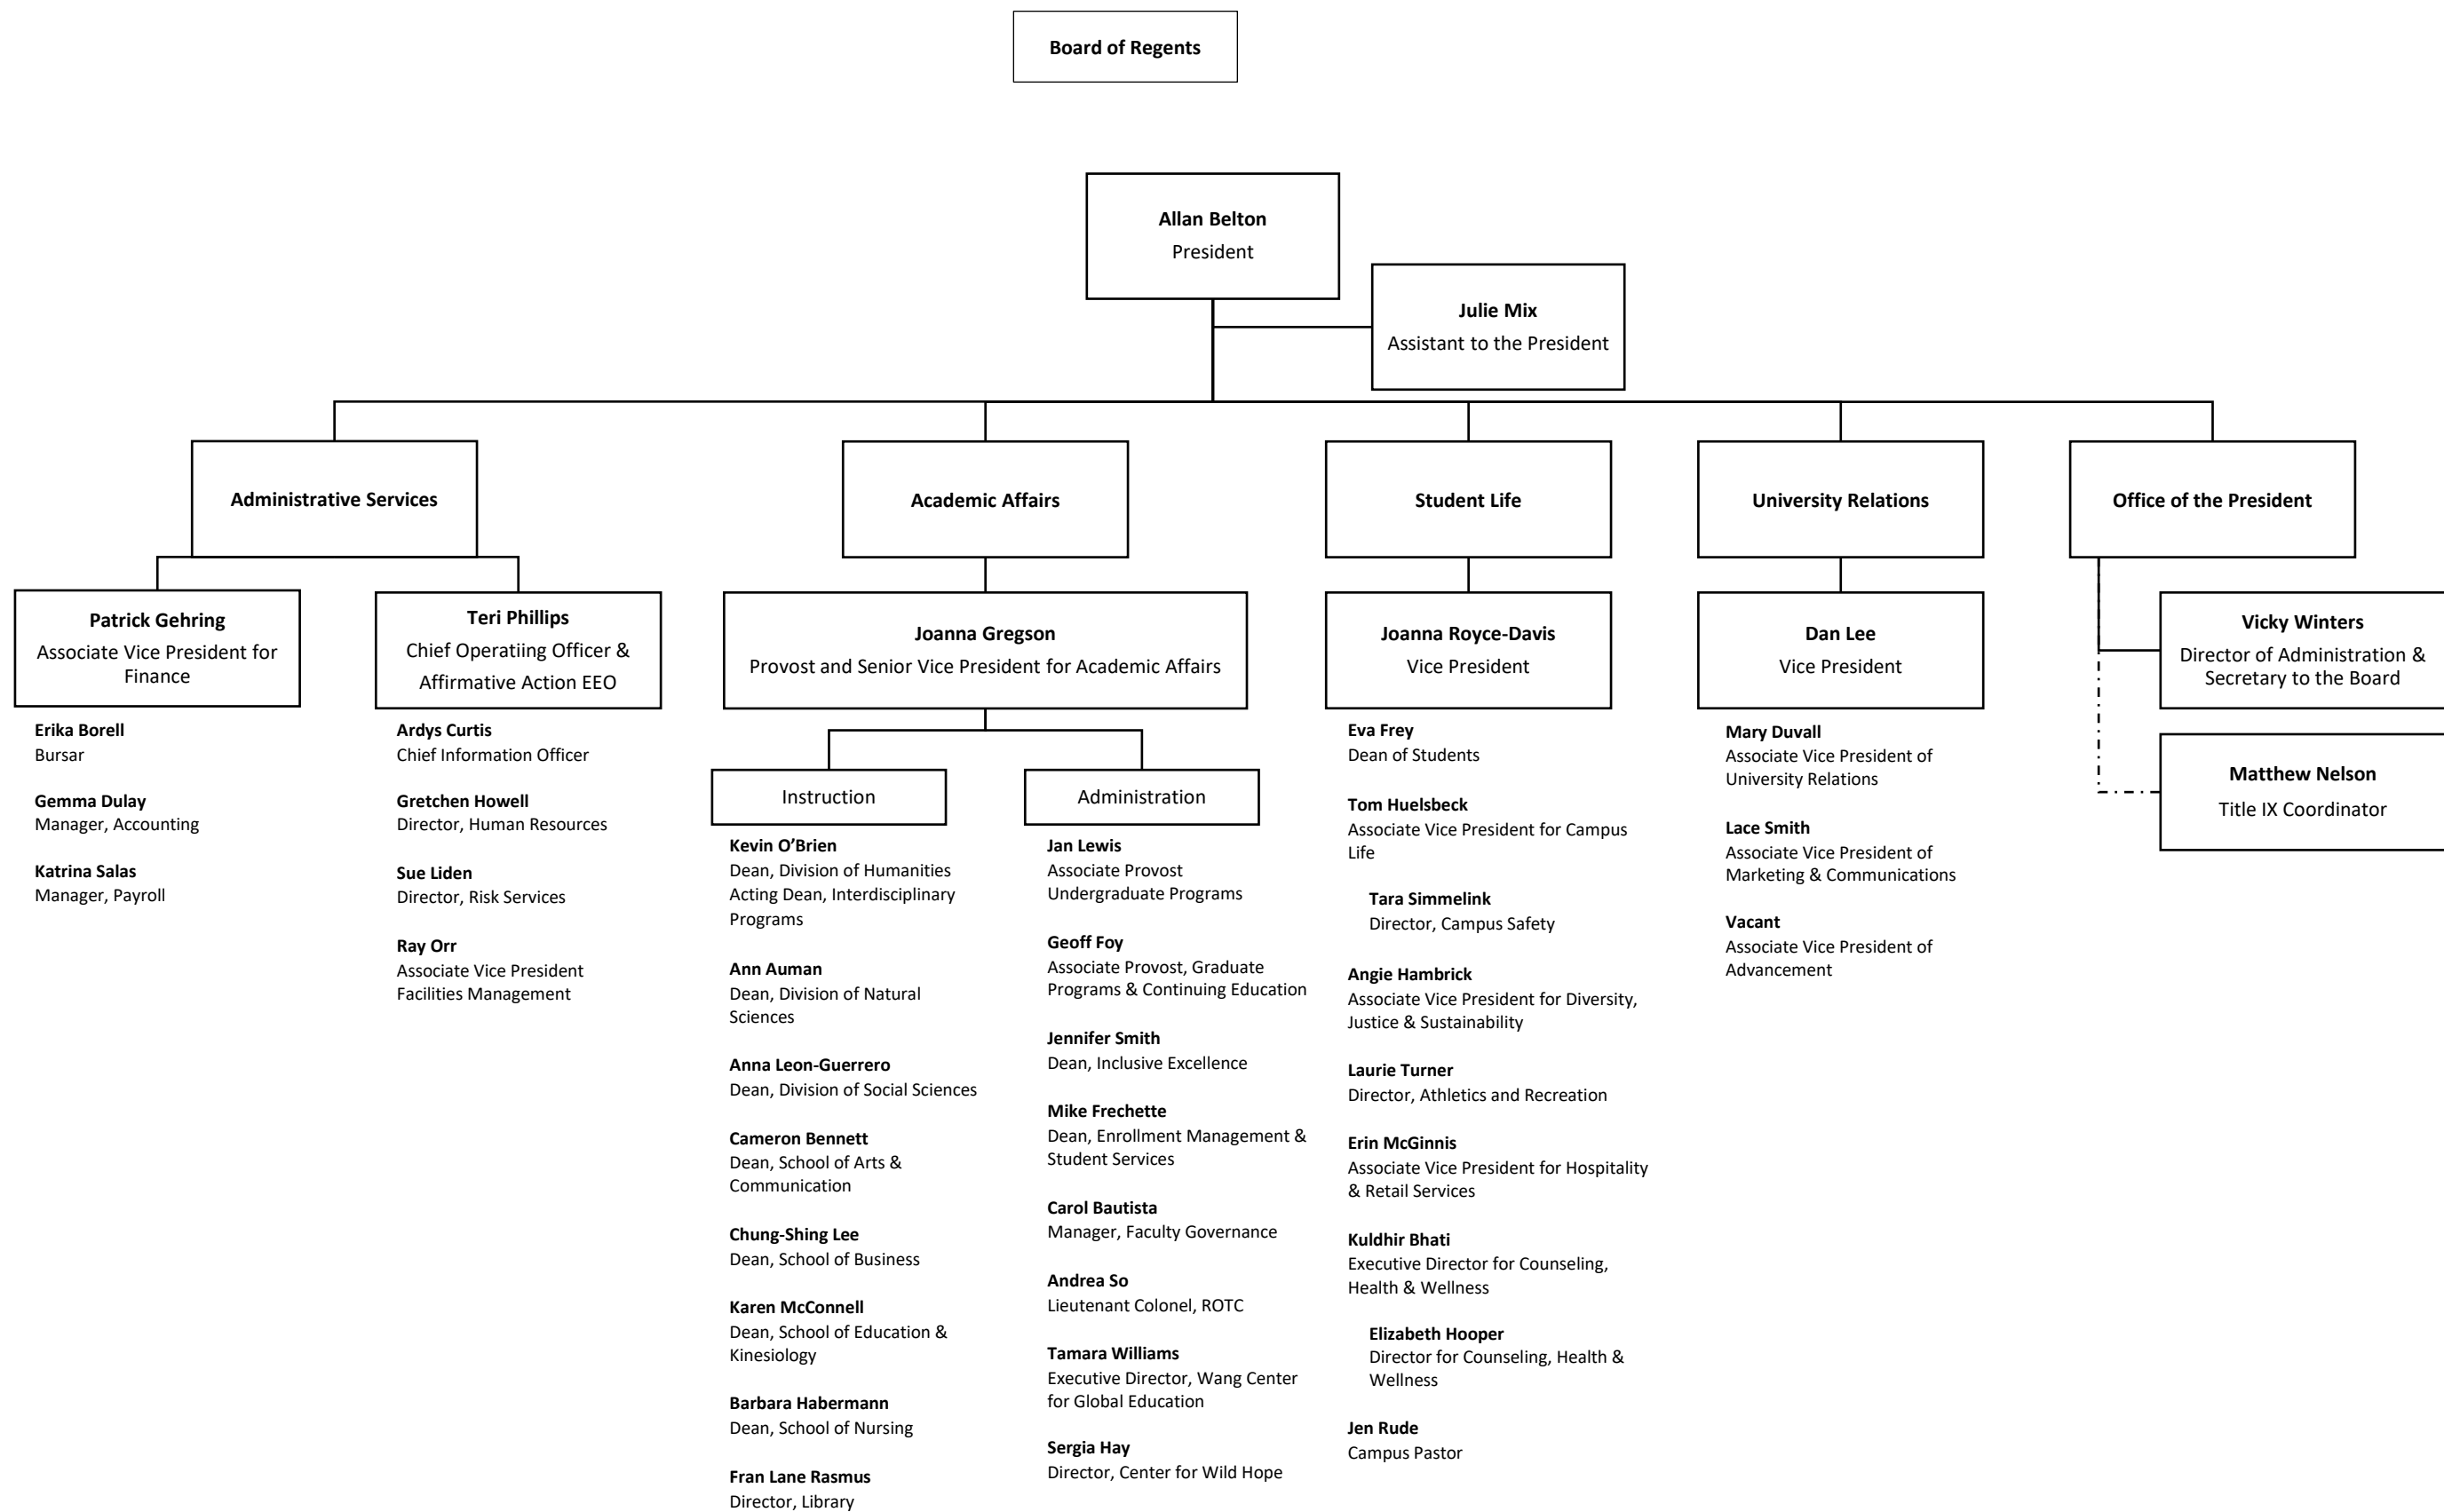 Board of Regents
Allan Belton
President
Julie Mix
Assistant to the President
Administrative Services
Academic Affairs
Student Life
University Relations
Office of the President
Patrick Gehring
Associate Vice President for
Finance
Teri Phillips
Chief Operatiing Officer &
Affirmative Action EEO
Joanna Gregson
Provost and Senior Vice President for Academic Affairs
Joanna Royce-Davis
Vice President
Dan Lee
Vice President
Vicky Winters
Director of Administration &
Secretary to the Board
Matthew Nelson
Title IX Coordinator
Erika Borell
Bursar
Gemma Dulay
Manager, Accounting
Katrina Salas
Manager, Payroll
Ardys Curtis
Chief Information Officer
Gretchen Howell
Director, Human Resources
Sue Liden
Director, Risk Services
Ray Orr
Associate Vice President
Facilities Management
Instruction
Kevin O’Brien
Dean, Division of Humanities
Acting Dean, Interdisciplinary
Programs
Ann Auman
Dean, Division of Natural
Sciences
Anna Leon-Guerrero
Dean, Division of Social Sciences
Cameron Bennett
Dean, School of Arts &
Communication
Chung-Shing Lee
Dean, School of Business
Karen McConnell
Dean, School of Education &
Kinesiology
Barbara Habermann
Dean, School of Nursing
Fran Lane Rasmus
Director, Library
Administration
Jan Lewis
Associate Provost
Undergraduate Programs
Geoff Foy
Associate Provost, Graduate
Programs & Continuing Education
Jennifer Smith
Dean, Inclusive Excellence
Mike Frechette
Dean, Enrollment Management &
Student Services
Carol Bautista
Manager, Faculty Governance
Andrea So
Lieutenant Colonel, ROTC
Tamara Williams
Executive Director, Wang Center
for Global Education
Sergia Hay
Director, Center for Wild Hope
Eva Frey
Dean of Students
Tom Huelsbeck
Associate Vice President for Campus
Life
Tara Simmelink
Director, Campus Safety
Angie Hambrick
Associate Vice President for Diversity,
Justice & Sustainability
Laurie Turner
Director, Athletics and Recreation
Erin McGinnis
Associate Vice President for Hospitality
& Retail Services
Kuldhir Bhati
Executive Director for Counseling,
Health & Wellness
Elizabeth Hooper
Director for Counseling, Health &
Wellness
Jen Rude
Campus Pastor
Mary Duvall
Associate Vice President of
University Relations
Lace Smith
Associate Vice President of
Marketing & Communications
Vacant
Associate Vice President of
Advancement